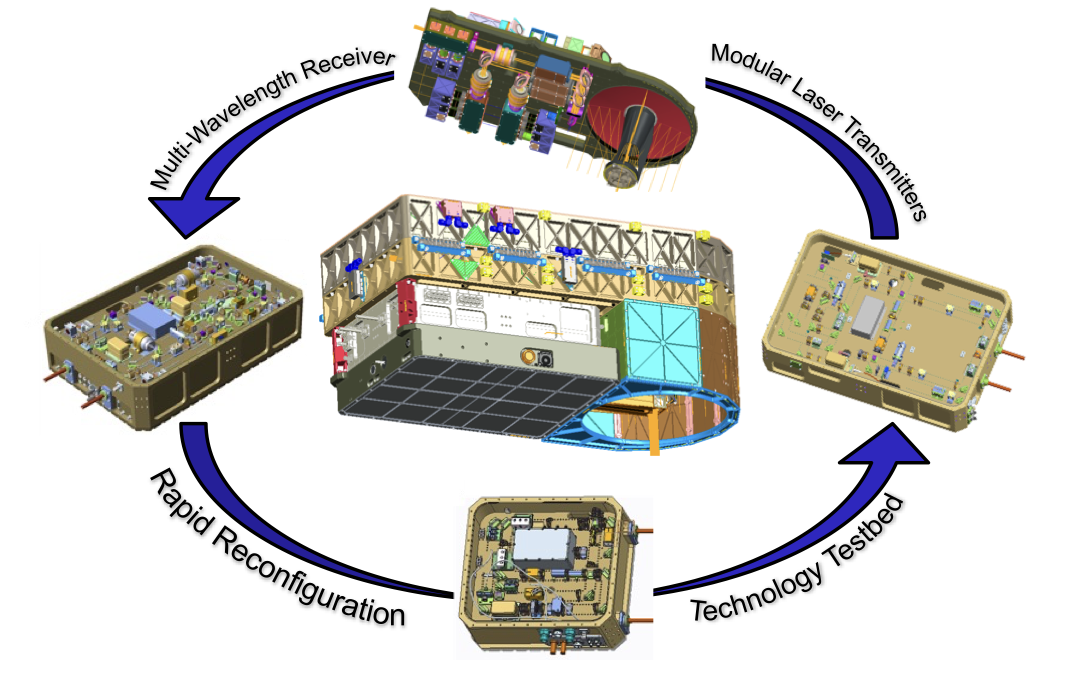 Multi-Wavelength Receiver
Modular Laser Transmitters
Rapid Reconfiguration
Technology Testbed